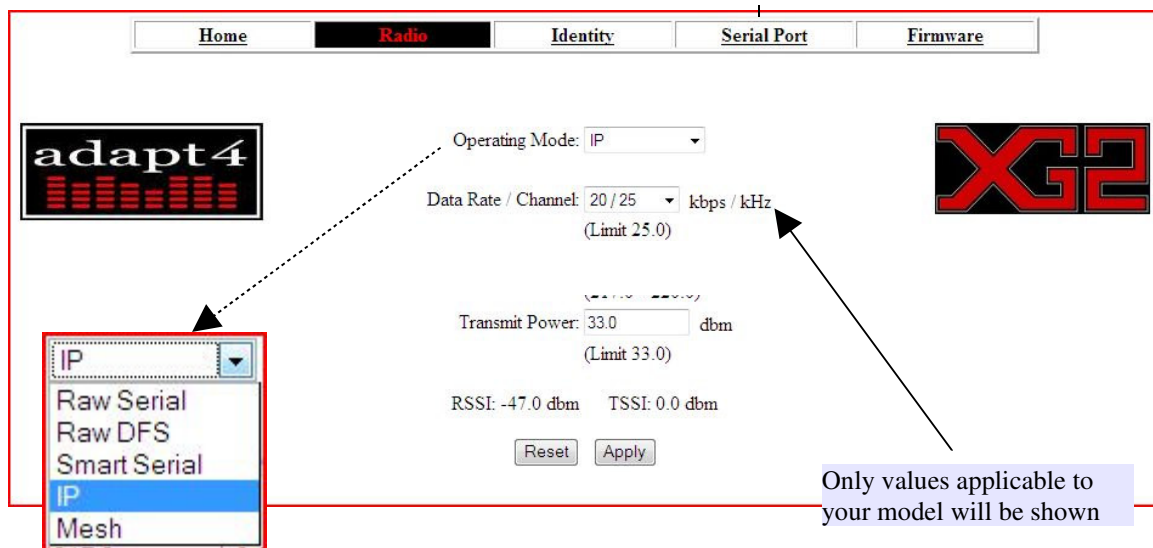 Home Radio Identity Serial Port Firmware
adapt4
XG2
Operating Mode: IP
Data Rate / Channel: 20 / 25 kbps / kHz
(Limit 25.0)
Transmit Power: 33.0 dbm
(Limit 33.0)
RSSI: -47.0 dbm TSSI: 0.0 dbm
Reset Apply
IP
Raw Serial
Raw DFS
Smart Serial
IP
Mesh
Only values applicable to
your model will be shown